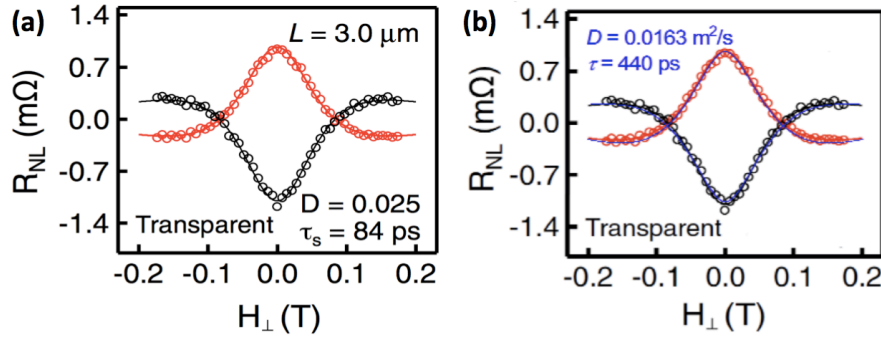 (a)
1.4
0.7
0.0
-0.7
-1.4
R_NL (mΩ)
L = 3.0 μm
Transparent
D = 0.025
τ_s = 84 ps
-0.2 -0.1 0.0 0.1 0.2
H_⊥ (T)
(b)
1.4
0.7
0.0
-0.7
-1.4
R_NL (mΩ)
D = 0.0163 m²/s
τ = 440 ps
Transparent
-0.2 -0.1 0.0 0.1 0.2
H_⊥ (T)